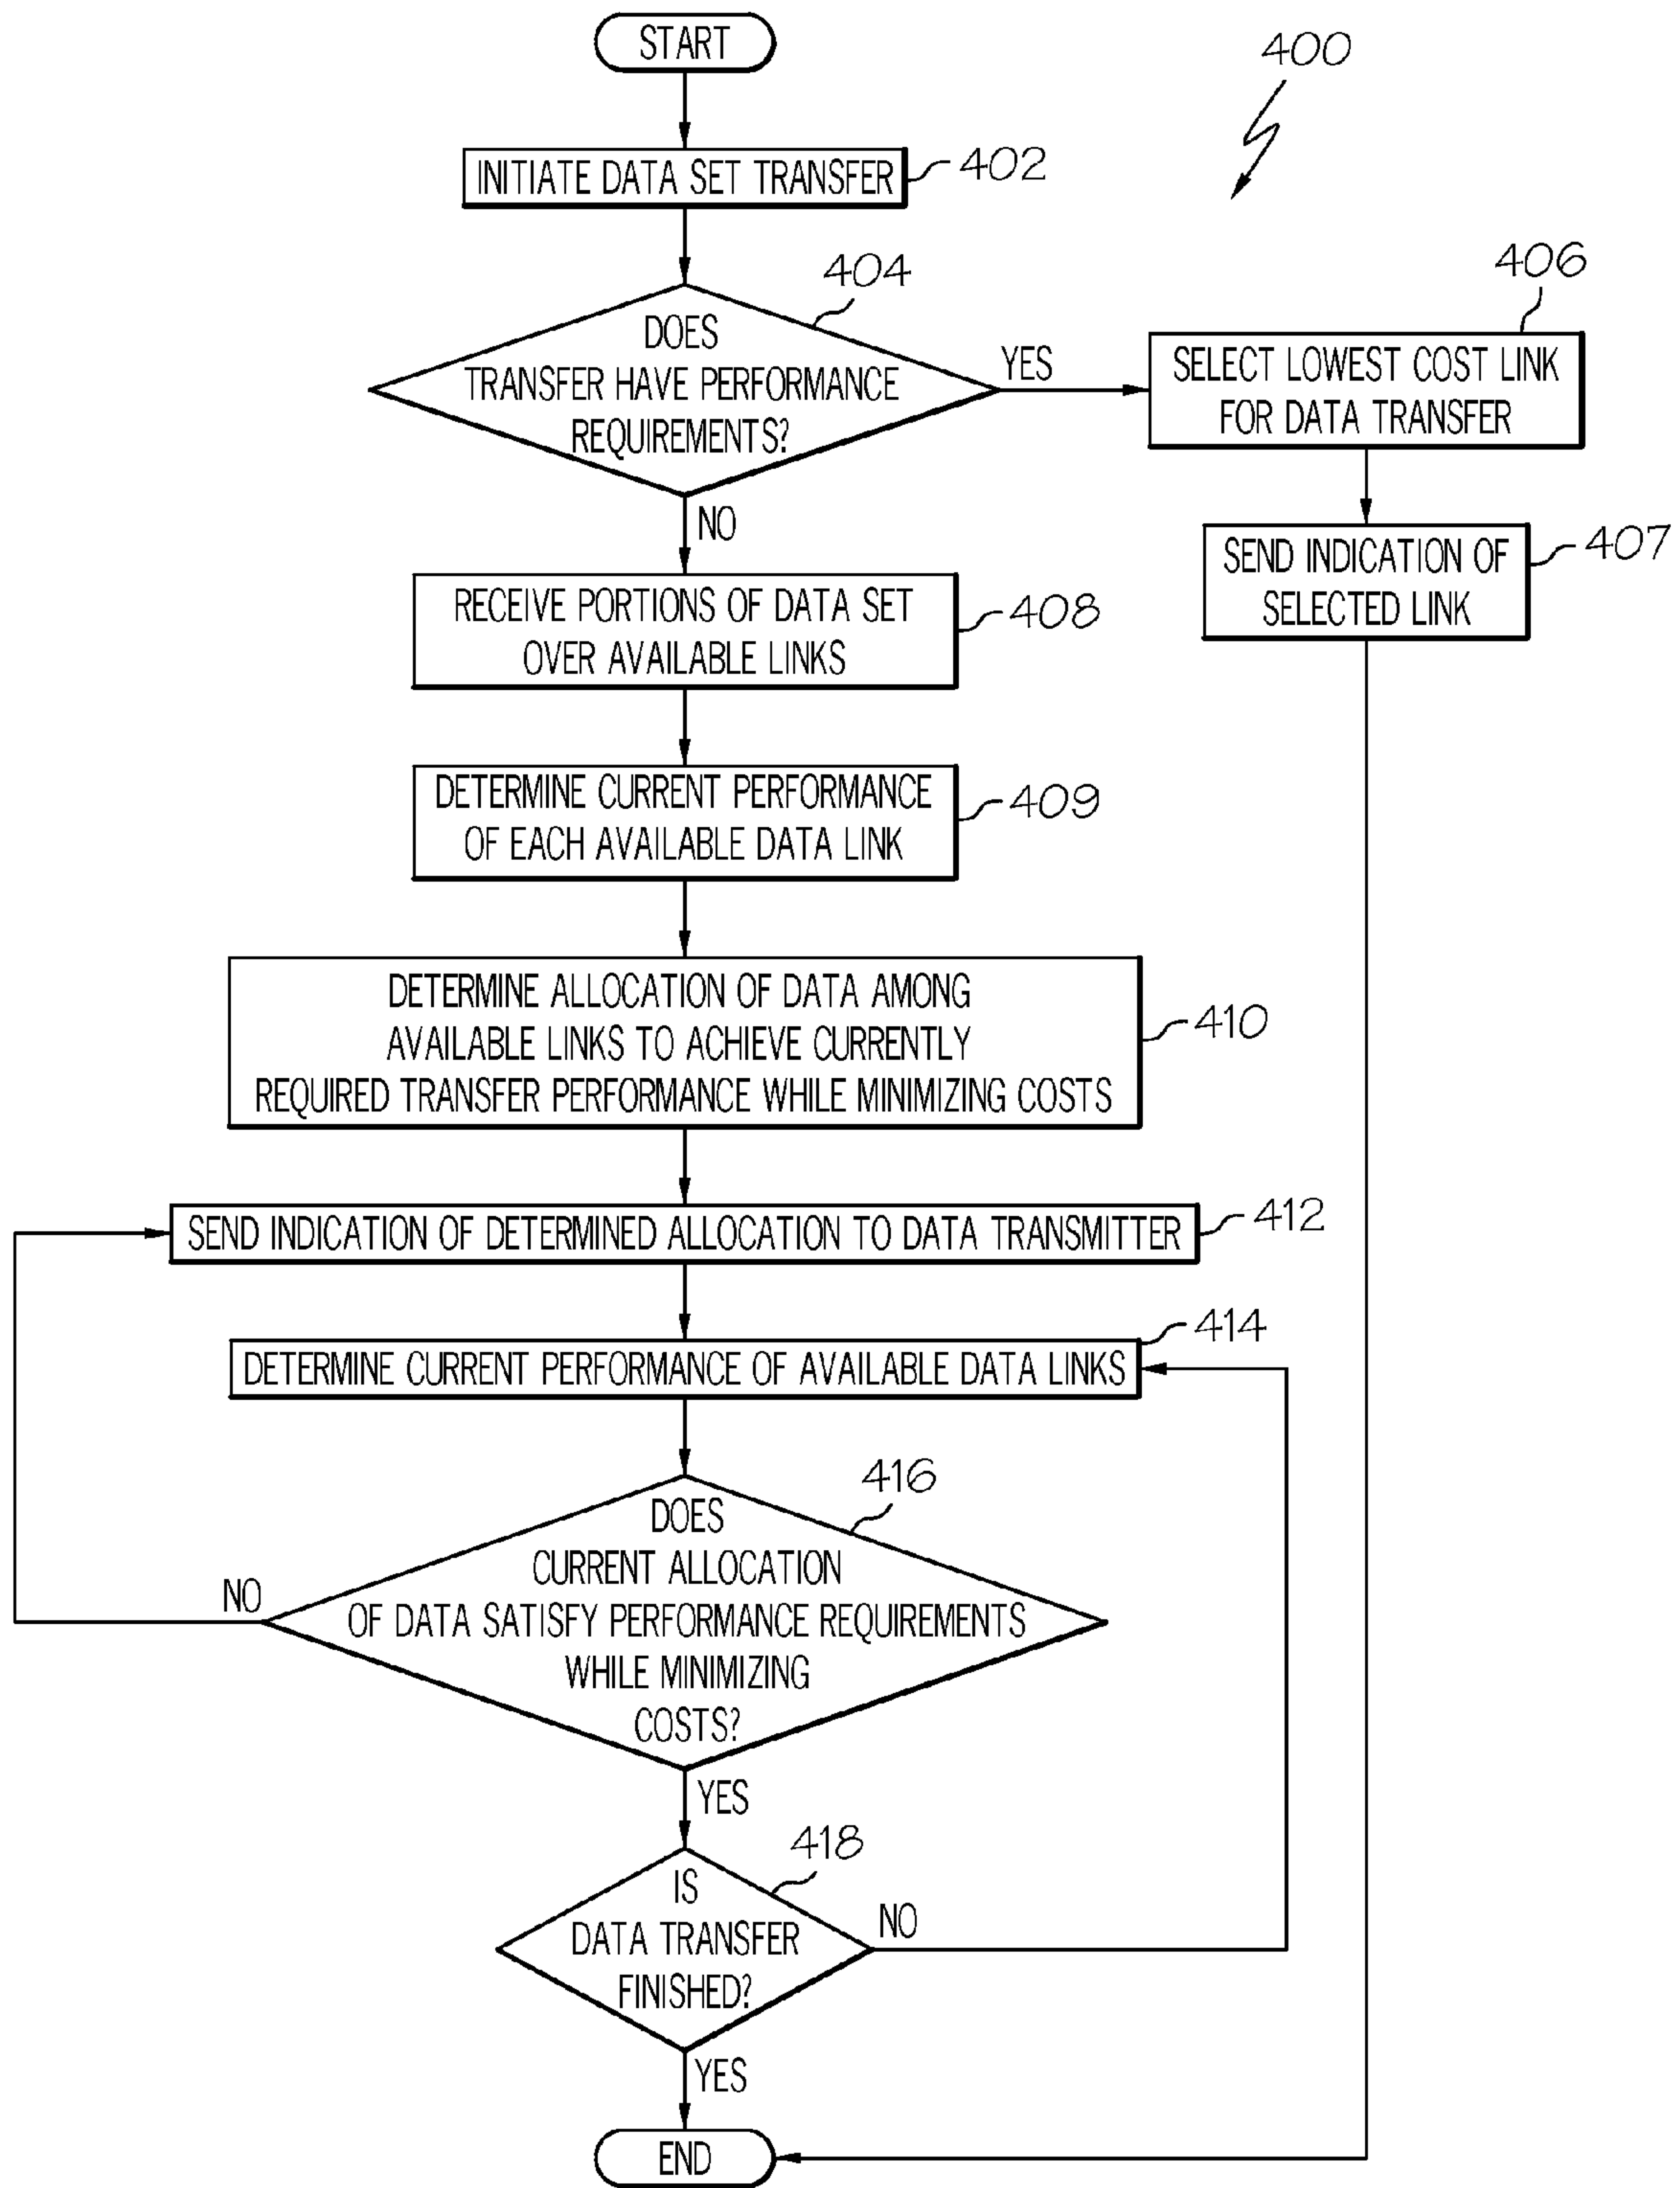 START
400
INITIATE DATA SET TRANSFER
402
404
DOES
TRANSFER HAVE PERFORMANCE
REQUIREMENTS?
YES
NO
406
SELECT LOWEST COST LINK
FOR DATA TRANSFER
SEND INDICATION OF
SELECTED LINK
407
RECEIVE PORTIONS OF DATA SET
OVER AVAILABLE LINKS
408
DETERMINE CURRENT PERFORMANCE
OF EACH AVAILABLE DATA LINK
409
DETERMINE ALLOCATION OF DATA AMONG
AVAILABLE LINKS TO ACHIEVE CURRENTLY
REQUIRED TRANSFER PERFORMANCE WHILE MINIMIZING COSTS
410
SEND INDICATION OF DETERMINED ALLOCATION TO DATA TRANSMITTER
412
414
DETERMINE CURRENT PERFORMANCE OF AVAILABLE DATA LINKS
416
DOES
CURRENT ALLOCATION
OF DATA SATISFY PERFORMANCE REQUIREMENTS
WHILE MINIMIZING
COSTS?
NO
YES
418
IS
DATA TRANSFER
FINISHED?
NO
YES
END